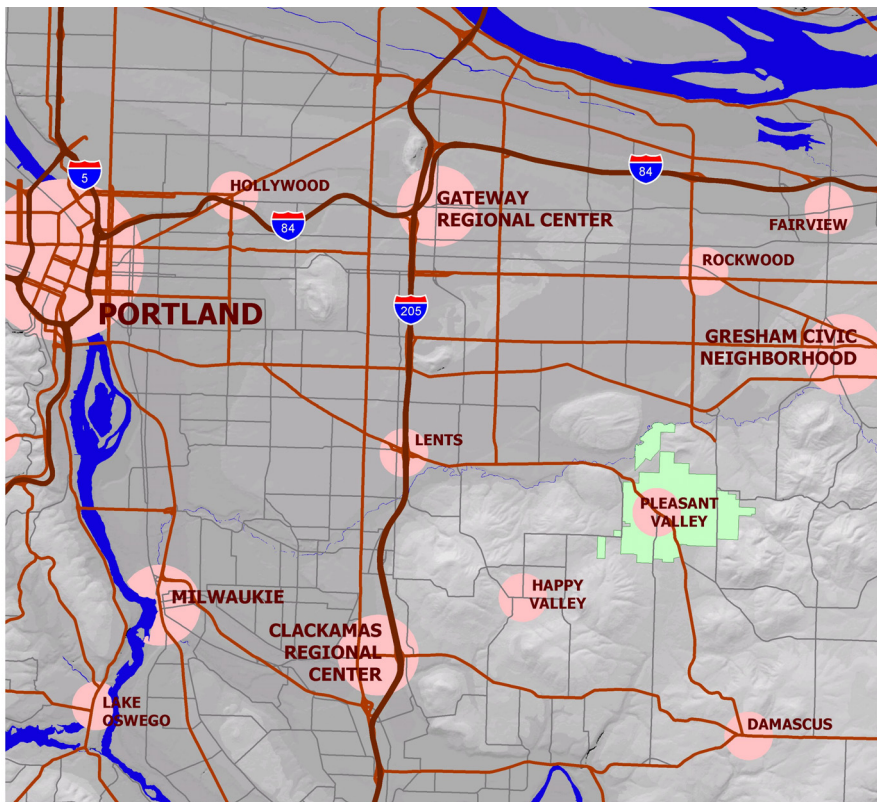 5
HOLLYWOOD
84
84
GATEWAY
REGIONAL CENTER
FAIRVIEW
ROCKWOOD
PORTLAND
205
GRESHAM CIVIC
NEIGHBORHOOD
LENTS
PLEASANT
VALLEY
HAPPY
VALLEY
MILWAUKIE
CLACKAMAS
REGIONAL
CENTER
LAKE
OSWEGO
DAMASCUS